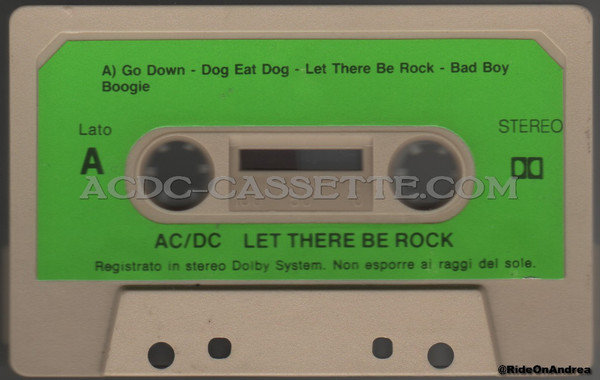 A) Go Down - Dog Eat Dog - Let There Be Rock - Bad Boy
Boogie
Lato
A
STEREO
ACDC-CASSETTE.COM
AC/DC LET THERE BE ROCK
Registrato in stereo Dolby System. Non esporre ai raggi del sole.
@RideOnAndrea